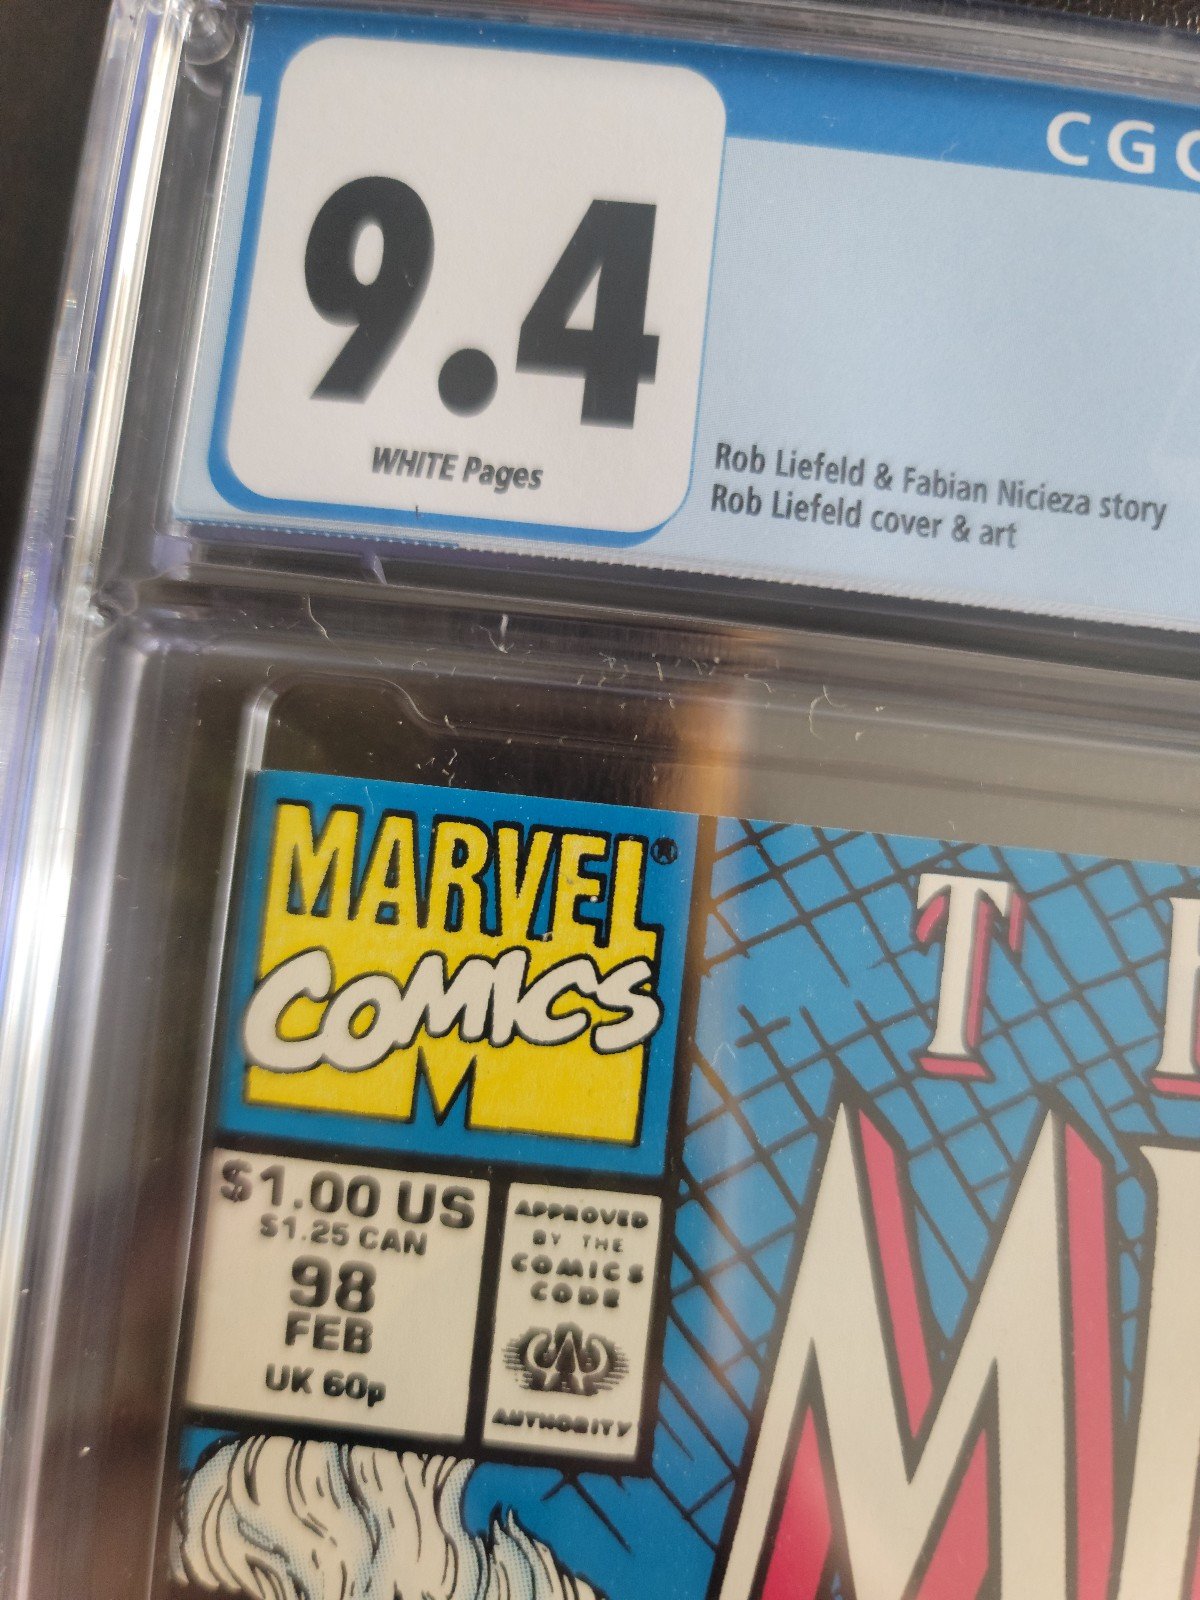 CGC
9.4
WHITE Pages
Rob Liefeld & Fabian Nicieza story
Rob Liefeld cover & art
MARVEL®
COMICS
$1.00 US
$1.25 CAN
98
FEB
UK 60p
APPROVED
BY THE
COMICS
CODE
AUTHORITY
T
M